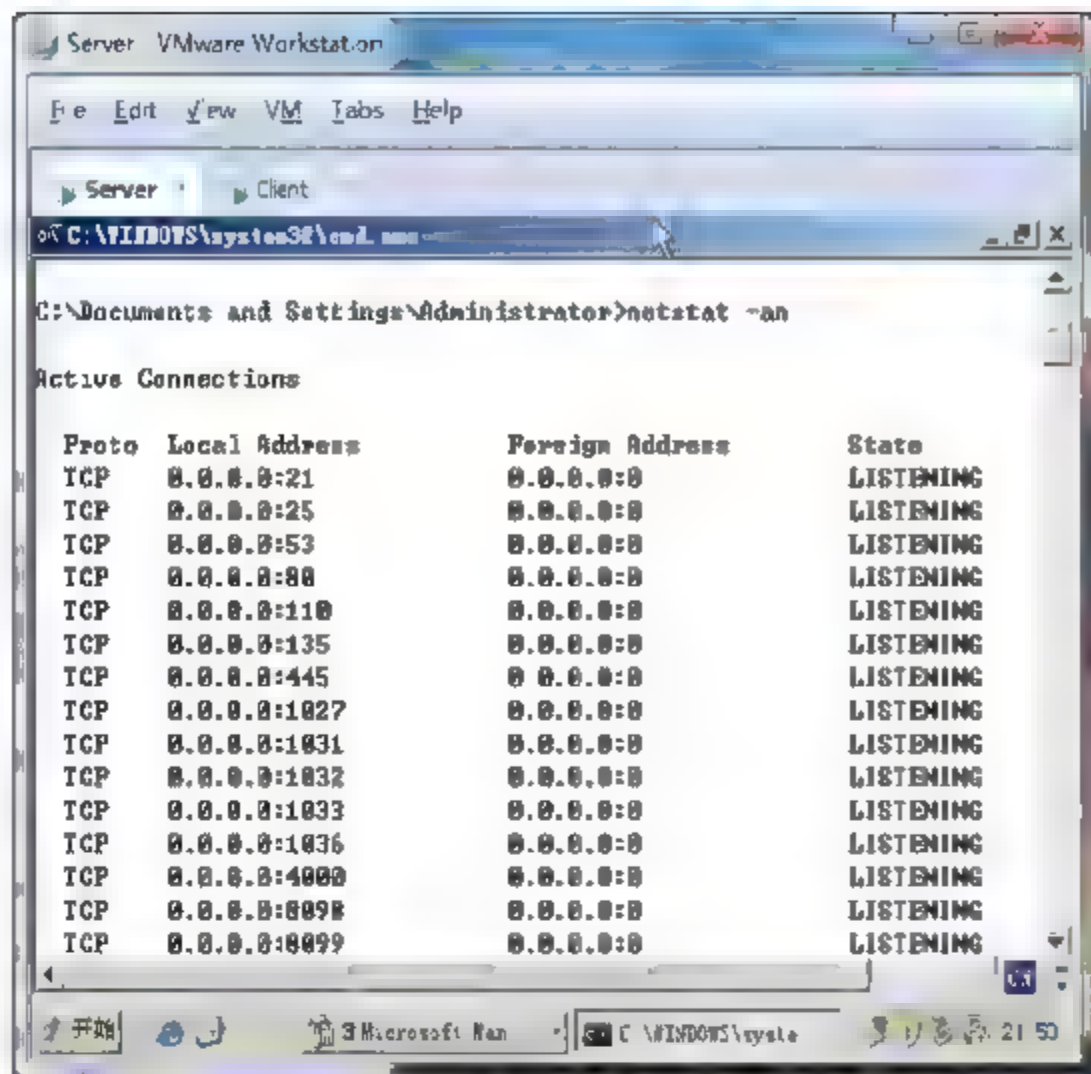 Server VMware Workstation
File Edit View VM Tabs Help
Server Client
C:\WINDOWS\system32\cmd.exe
C:\Documents and Settings\Administrator>netstat -an
Active Connections
Proto Local Address Foreign Address State
TCP 0.0.0.0:21 0.0.0.0:0 LISTENING
TCP 0.0.0.0:25 0.0.0.0:0 LISTENING
TCP 0.0.0.0:53 0.0.0.0:0 LISTENING
TCP 0.0.0.0:80 0.0.0.0:0 LISTENING
TCP 0.0.0.0:110 0.0.0.0:0 LISTENING
TCP 0.0.0.0:135 0.0.0.0:0 LISTENING
TCP 0.0.0.0:445 0.0.0.0:0 LISTENING
TCP 0.0.0.0:1027 0.0.0.0:0 LISTENING
TCP 0.0.0.0:1031 0.0.0.0:0 LISTENING
TCP 0.0.0.0:1032 0.0.0.0:0 LISTENING
TCP 0.0.0.0:1033 0.0.0.0:0 LISTENING
TCP 0.0.0.0:1036 0.0.0.0:0 LISTENING
TCP 0.0.0.0:4000 0.0.0.0:0 LISTENING
TCP 0.0.0.0:8098 0.0.0.0:0 LISTENING
TCP 0.0.0.0:8099 0.0.0.0:0 LISTENING
开始 3 Microsoft Man C:\WINDOWS\syste 21:50